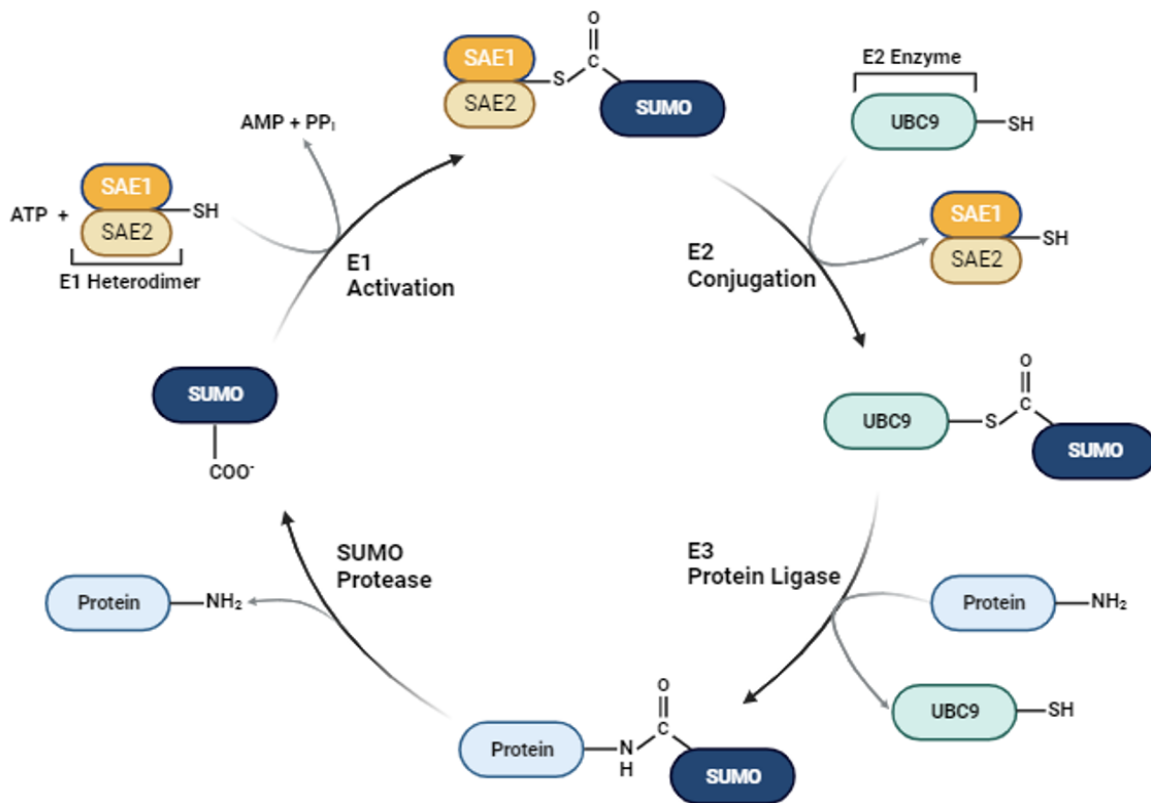 O
C
S
SAE1
SAE2
SUMO
E2 Enzyme
UBC9
SH
AMP + PPI
ATP +
SAE1
SAE2
SH
E1 Heterodimer
E1
Activation
E2
Conjugation
SAE1
SAE2
SH
SUMO
COO-
O
C
UBC9
S
SUMO
SUMO
Protease
E3
Protein Ligase
Protein
NH2
Protein
NH2
UBC9
SH
O
C
Protein
N
H
SUMO